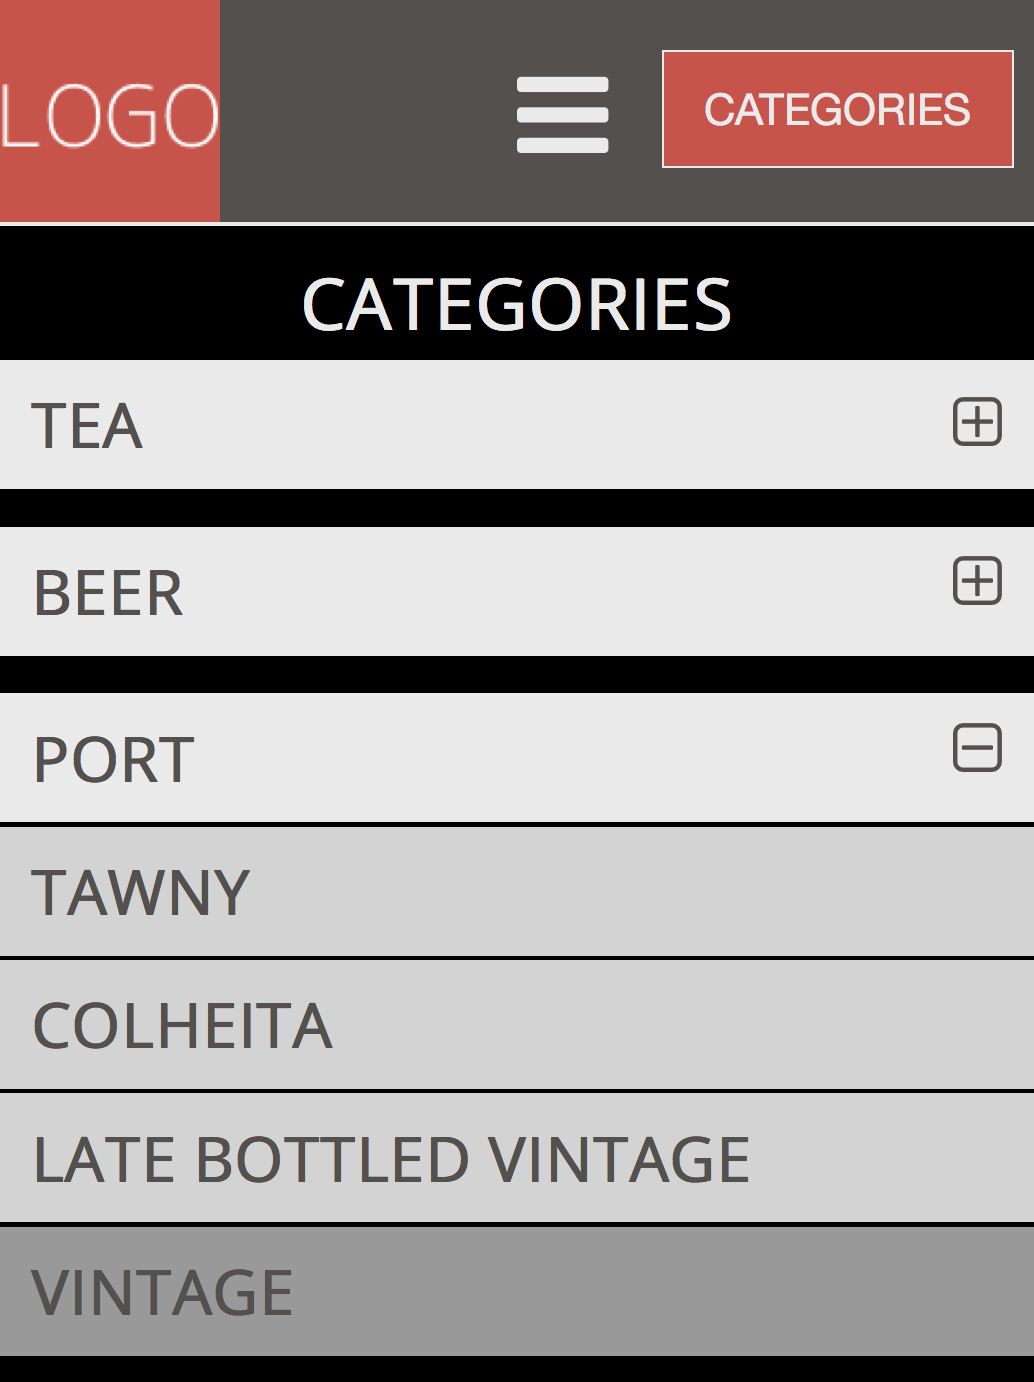 LOGO
CATEGORIES
CATEGORIES
TEA
BEER
PORT
TAWNY
COLHEITA
LATE BOTTLED VINTAGE
VINTAGE